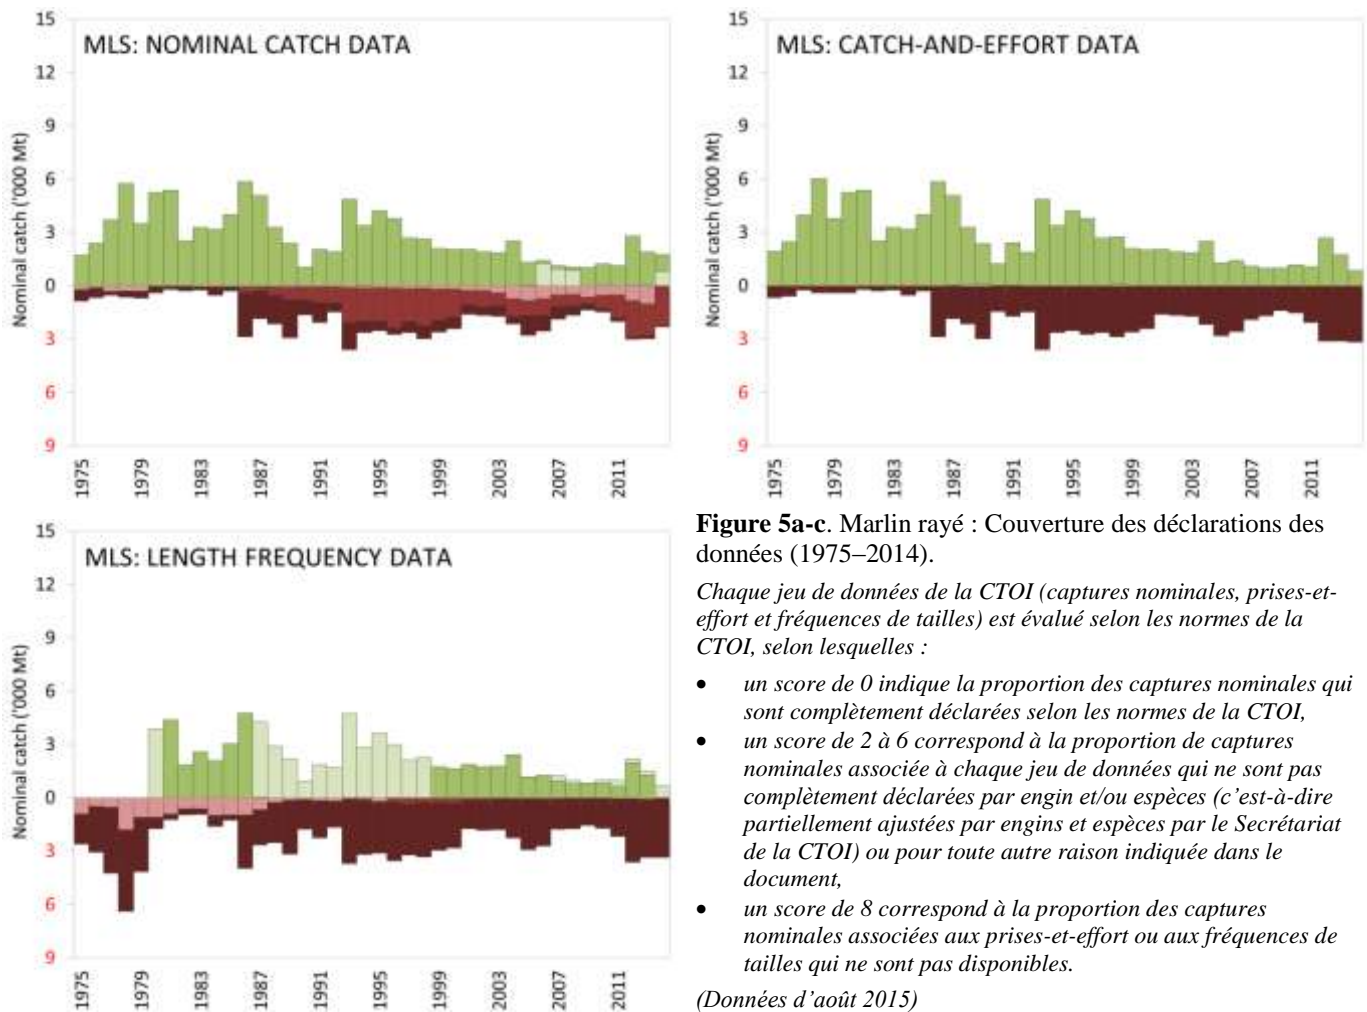 MLS: NOMINAL CATCH DATA
Nominal catch ('000 Mt)
15
12
9
6
3
0
3
6
9
1975
1979
1983
1987
1991
1995
1999
2003
2007
2011
MLS: CATCH-AND-EFFORT DATA
Nominal catch ('000 Mt)
15
12
9
6
3
0
3
6
9
1975
1979
1983
1987
1991
1995
1999
2003
2007
2011
MLS: LENGTH FREQUENCY DATA
Nominal catch ('000 Mt)
15
12
9
6
3
0
3
6
9
1975
1979
1983
1987
1991
1995
1999
2003
2007
2011
Figure 5a-c. Marlin rayé : Couverture des déclarations des
données (1975–2014).
Chaque jeu de données de la CTOI (captures nominales, prises-et-
effort et fréquences de tailles) est évalué selon les normes de la
CTOI, selon lesquelles :
• un score de 0 indique la proportion des captures nominales qui
sont complètement déclarées selon les normes de la CTOI,
• un score de 2 à 6 correspond à la proportion de captures
nominales associée à chaque jeu de données qui ne sont pas
complètement déclarées par engin et/ou espèces (c'est-à-dire
partiellement ajustées par engins et espèces par le Secrétariat
de la CTOI) ou pour toute autre raison indiquée dans le
document,
• un score de 8 correspond à la proportion des captures
nominales associées aux prises-et-effort ou aux fréquences de
tailles qui ne sont pas disponibles.
(Données d'août 2015)